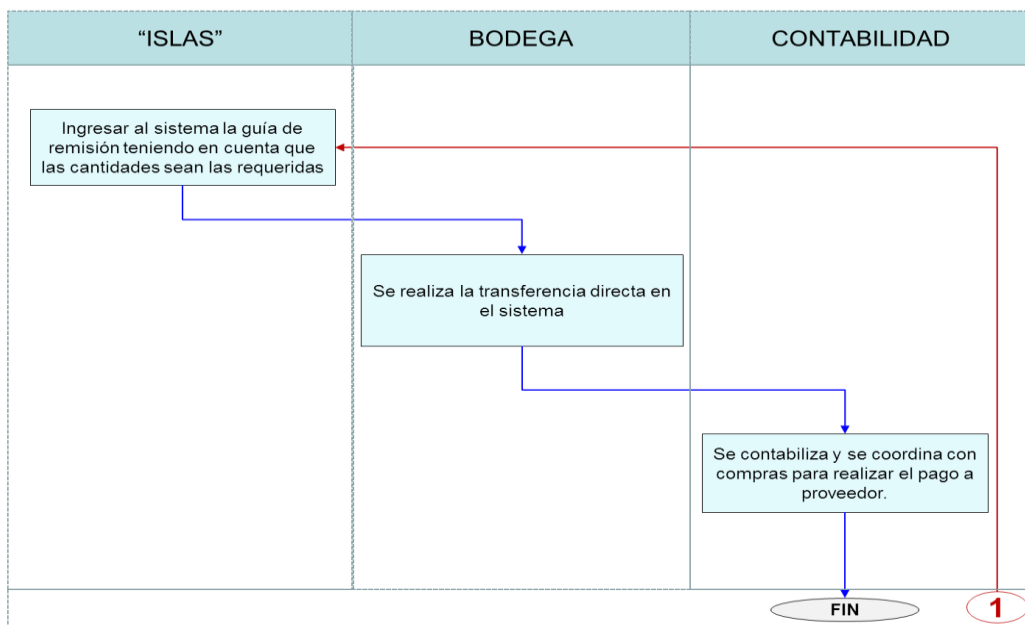 “ISLAS”
BODEGA
CONTABILIDAD
Ingresar al sistema la guía de
remisión teniendo en cuenta que
las cantidades sean las requeridas
Se realiza la transferencia directa en
el sistema
Se contabiliza y se coordina con
compras para realizar el pago a
proveedor.
FIN
1